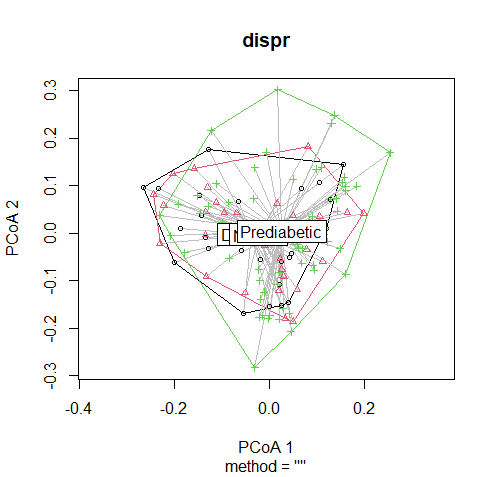 dispr
0.3
0.2
0.1
0.0
-0.1
-0.2
-0.3
PCoA 2
Prediabetic
-0.4
-0.2
0.0
0.2
PCoA 1
method = ""